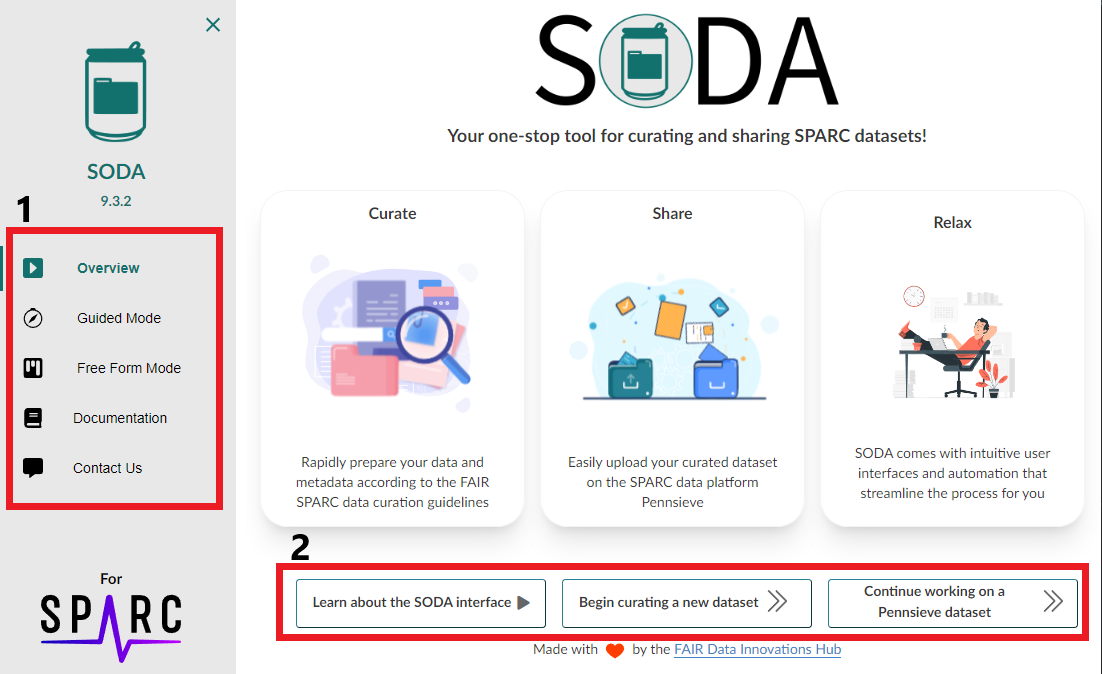 SODA
9.3.2
1
Overview
Guided Mode
Free Form Mode
Documentation
Contact Us
For
SPARC
SODA
Your one-stop tool for curating and sharing SPARC datasets!
Curate
Rapidly prepare your data and
metadata according to the FAIR
SPARC data curation guidelines
Share
Easily upload your curated dataset
on the SPARC data platform
Pennsieve
Relax
SODA comes with intuitive user
interfaces and automation that
streamline the process for you
2
Learn about the SODA interface
Begin curating a new dataset
Continue working on a
Pennsieve dataset
Made with by the FAIR Data Innovations Hub